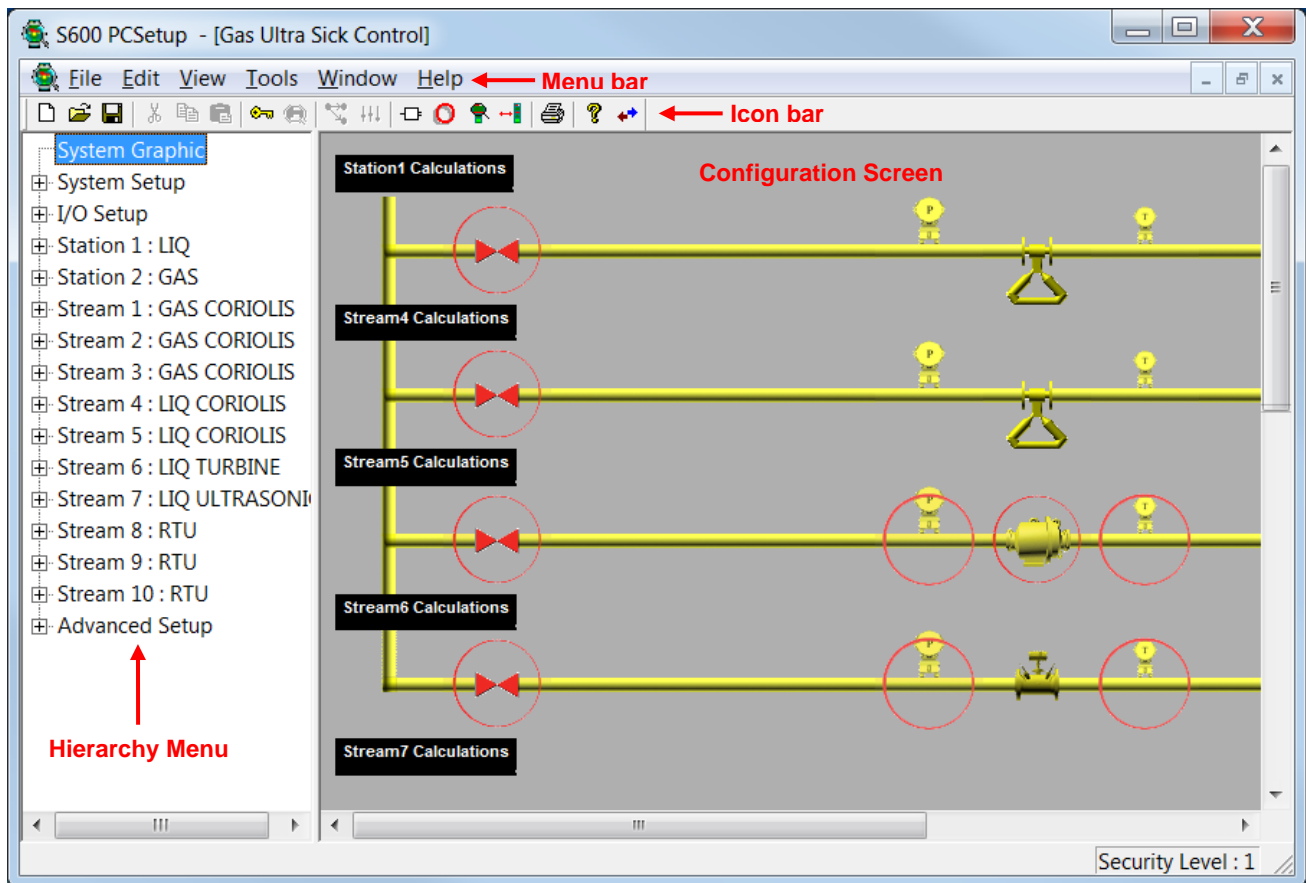 S600 PCSetup - [Gas Ultra Sick Control]
File Edit View Tools Window Help
Menu bar
Icon bar
System Graphic
System Setup
I/O Setup
Station 1 : LIQ
Station 2 : GAS
Stream 1 : GAS CORIOLIS
Stream 2 : GAS CORIOLIS
Stream 3 : GAS CORIOLIS
Stream 4 : LIQ CORIOLIS
Stream 5 : LIQ CORIOLIS
Stream 6 : LIQ TURBINE
Stream 7 : LIQ ULTRASONI
Stream 8 : RTU
Stream 9 : RTU
Stream 10 : RTU
Advanced Setup
Hierarchy Menu
Configuration Screen
Station1 Calculations
P
T
Stream4 Calculations
P
T
Stream5 Calculations
P
T
Stream6 Calculations
P
T
Stream7 Calculations
Security Level : 1